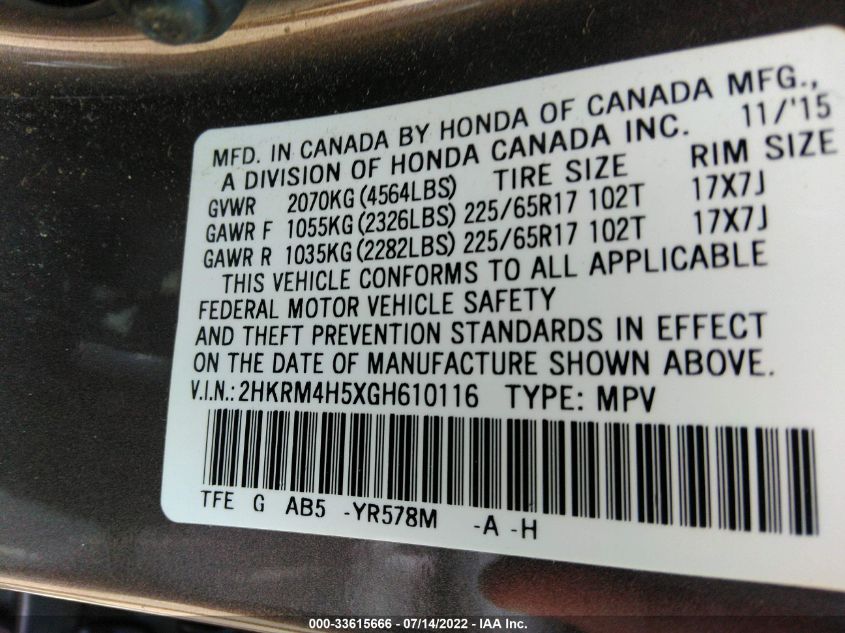 MFD. IN CANADA BY HONDA OF CANADA MFG.,
A DIVISION OF HONDA CANADA INC. 11/'15
GVWR 2070KG (4564LBS) TIRE SIZE RIM SIZE
GAWR F 1055KG (2326LBS) 225/65R17 102T 17X7J
GAWR R 1035KG (2282LBS) 225/65R17 102T 17X7J
THIS VEHICLE CONFORMS TO ALL APPLICABLE
FEDERAL MOTOR VEHICLE SAFETY
AND THEFT PREVENTION STANDARDS IN EFFECT
ON THE DATE OF MANUFACTURE SHOWN ABOVE.
V.I.N.: 2HKRM4H5XGH610116 TYPE: MPV
TFE G AB5 -YR578M -A -H
000-33615666 - 07/14/2022 - IAA Inc.